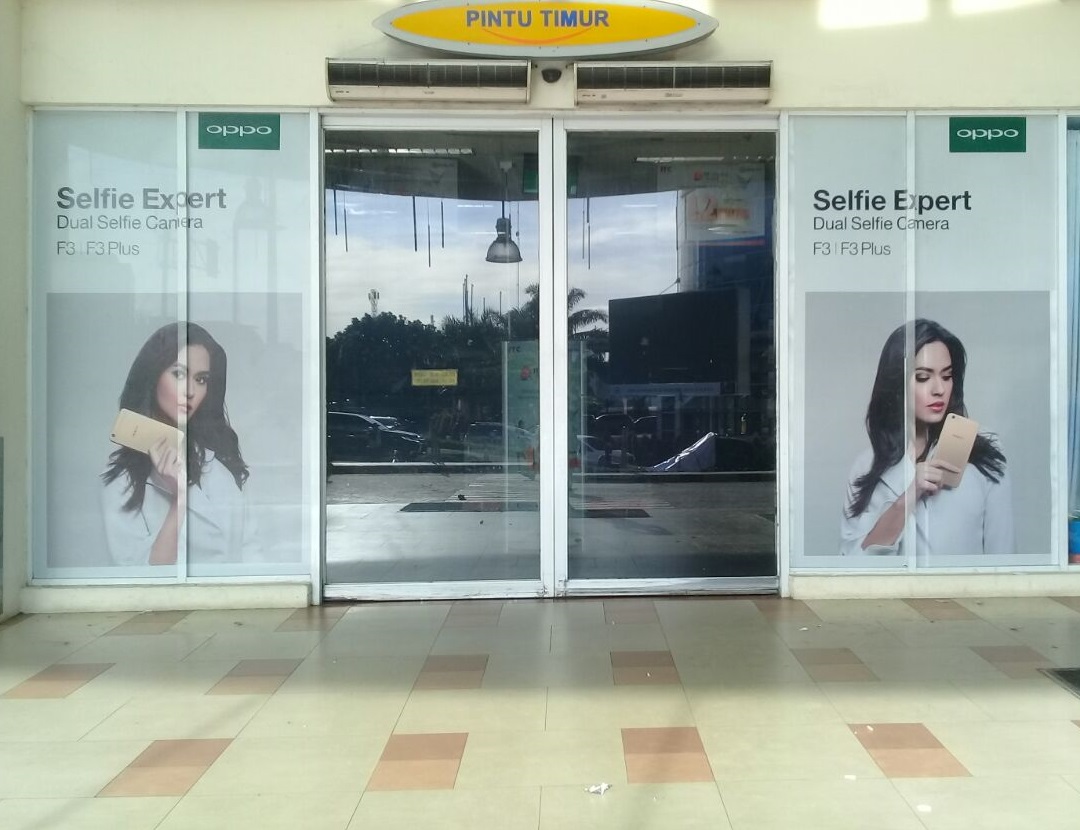 PINTU TIMUR
oppo
Selfie Expert
Dual Selfie Camera
F3 | F3 Plus
oppo
Selfie Expert
Dual Selfie Camera
F3 | F3 Plus